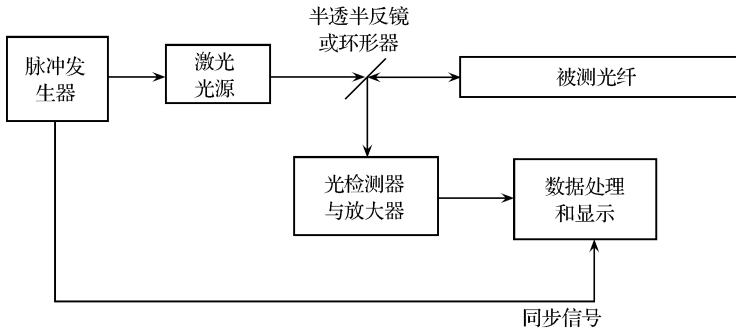 半透半反镜
或环形器
脉冲发
生器
激光
光源
被测光纤
光检测器
与放大器
数据处理
和显示
同步信号